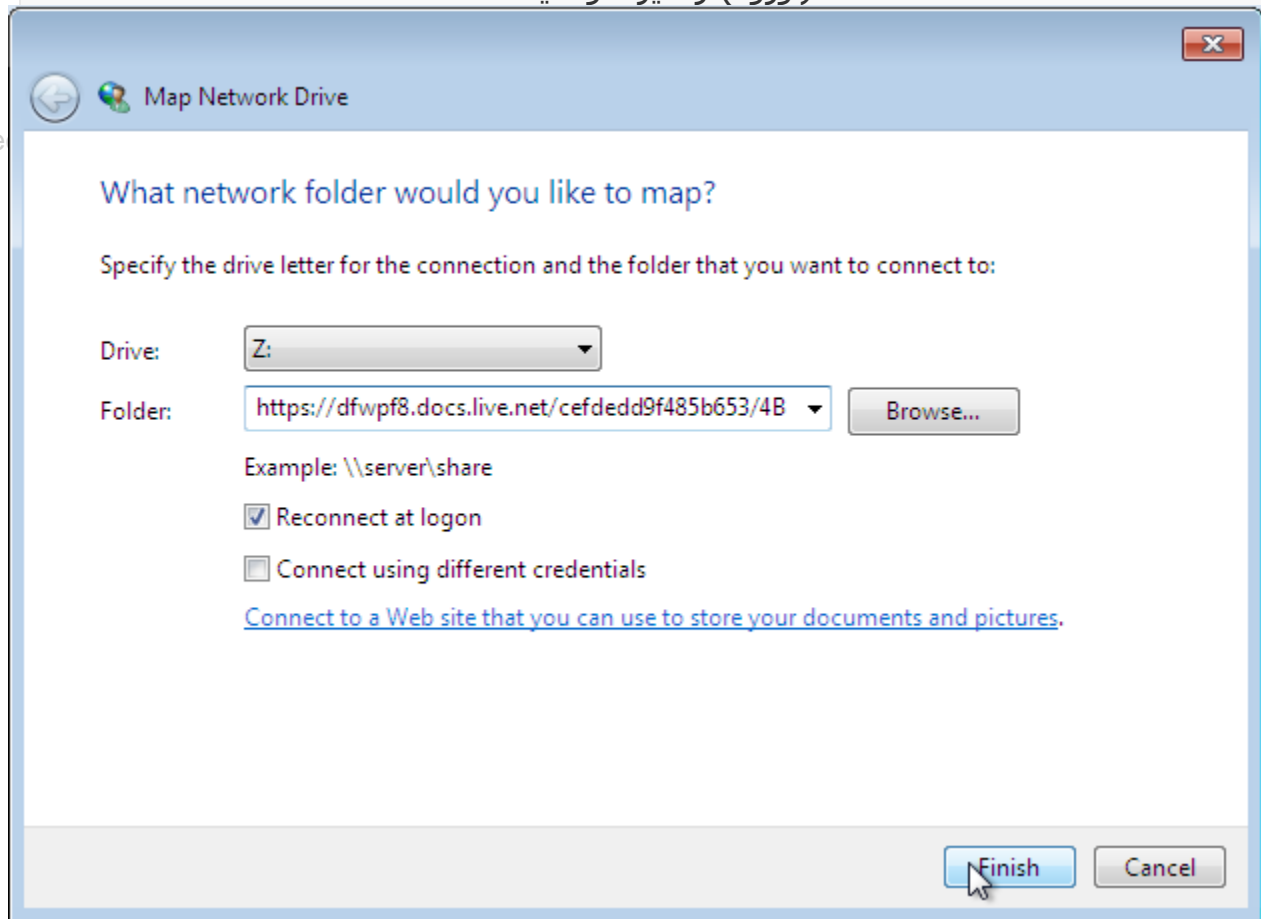 Map Network Drive
What network folder would you like to map?
Specify the drive letter for the connection and the folder that you want to connect to:
Drive: Z:
Folder: https://dfwpf8.docs.live.net/cefdedd9f485b653/4B Browse...
Example: \\server\share
Reconnect at logon
Connect using different credentials
Connect to a Web site that you can use to store your documents and pictures.
Finish Cancel